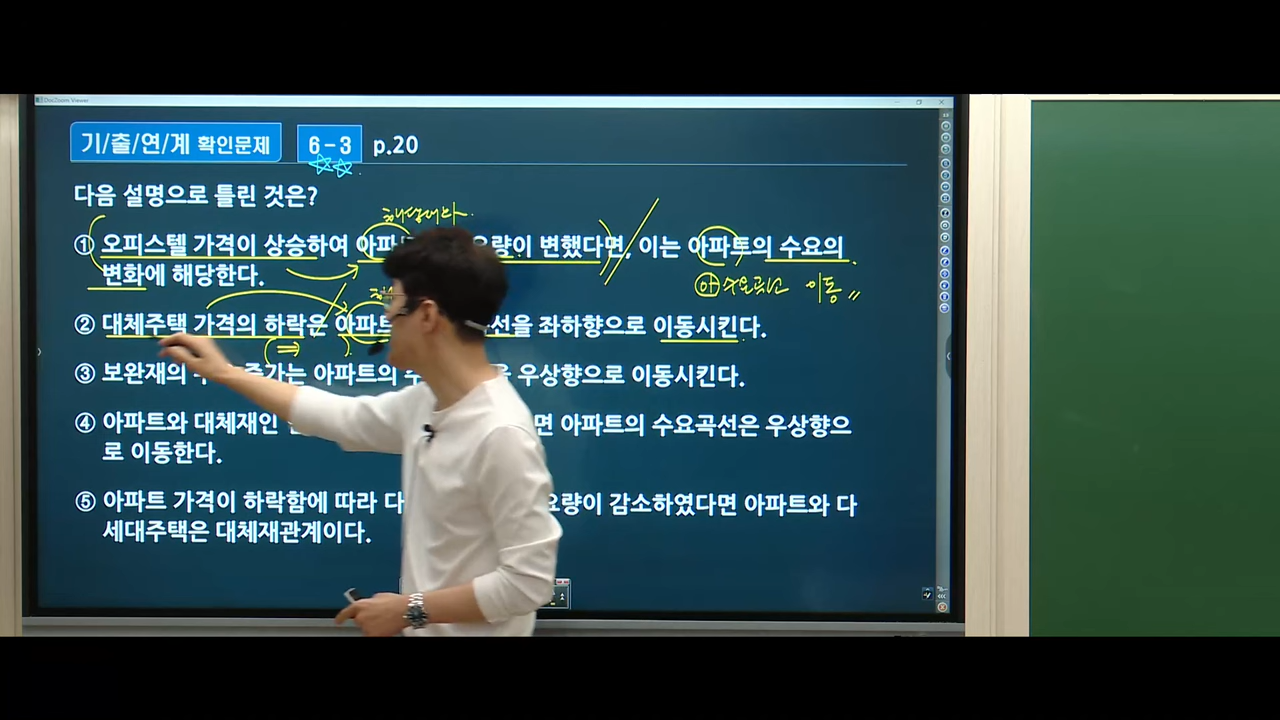 DocZoom Viewer
기/출/연/계 확인문제 6-3 p.20
다음 설명으로 틀린 것은?
해당재화
① 오피스텔 가격이 상승하여 아파 량이 변했다면, 이는 아파트의 수요의
변화에 해당한다.
아 수요곡선 이동
② 대체주택 가격의 하락은 아파트 선을 좌하향으로 이동시킨다.
③ 보완재의 증가는 아파트의 을 우상향으로 이동시킨다.
④ 아파트와 대체재인 면 아파트의 수요곡선은 우상향으
로 이동한다.
⑤ 아파트 가격이 하락함에 따라 다 요량이 감소하였다면 아파트와 다
세대주택은 대체재관계이다.